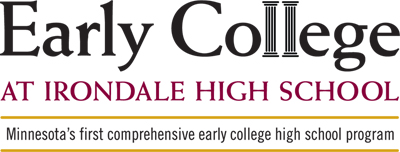 Early College
AT IRONDALE HIGH SCHOOL
Minnesota's first comprehensive early college high school program